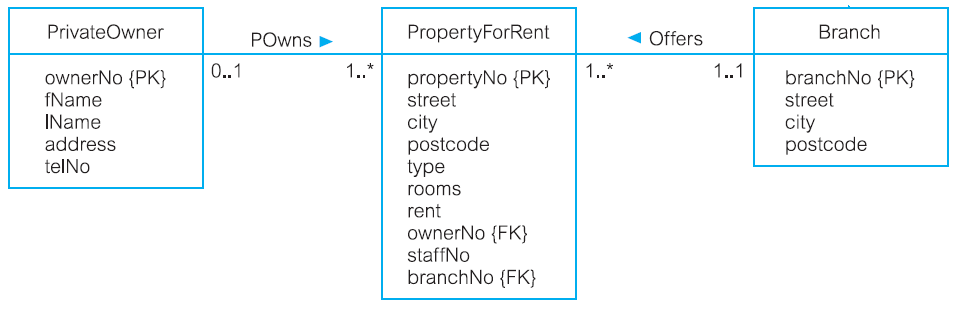 PrivateOwner
ownerNo {PK}
fName
lName
address
telNo
POwns
0..1
1..*
PropertyForRent
propertyNo {PK}
street
city
postcode
type
rooms
rent
ownerNo {FK}
staffNo
branchNo {FK}
Offers
1..*
1..1
Branch
branchNo {PK}
street
city
postcode